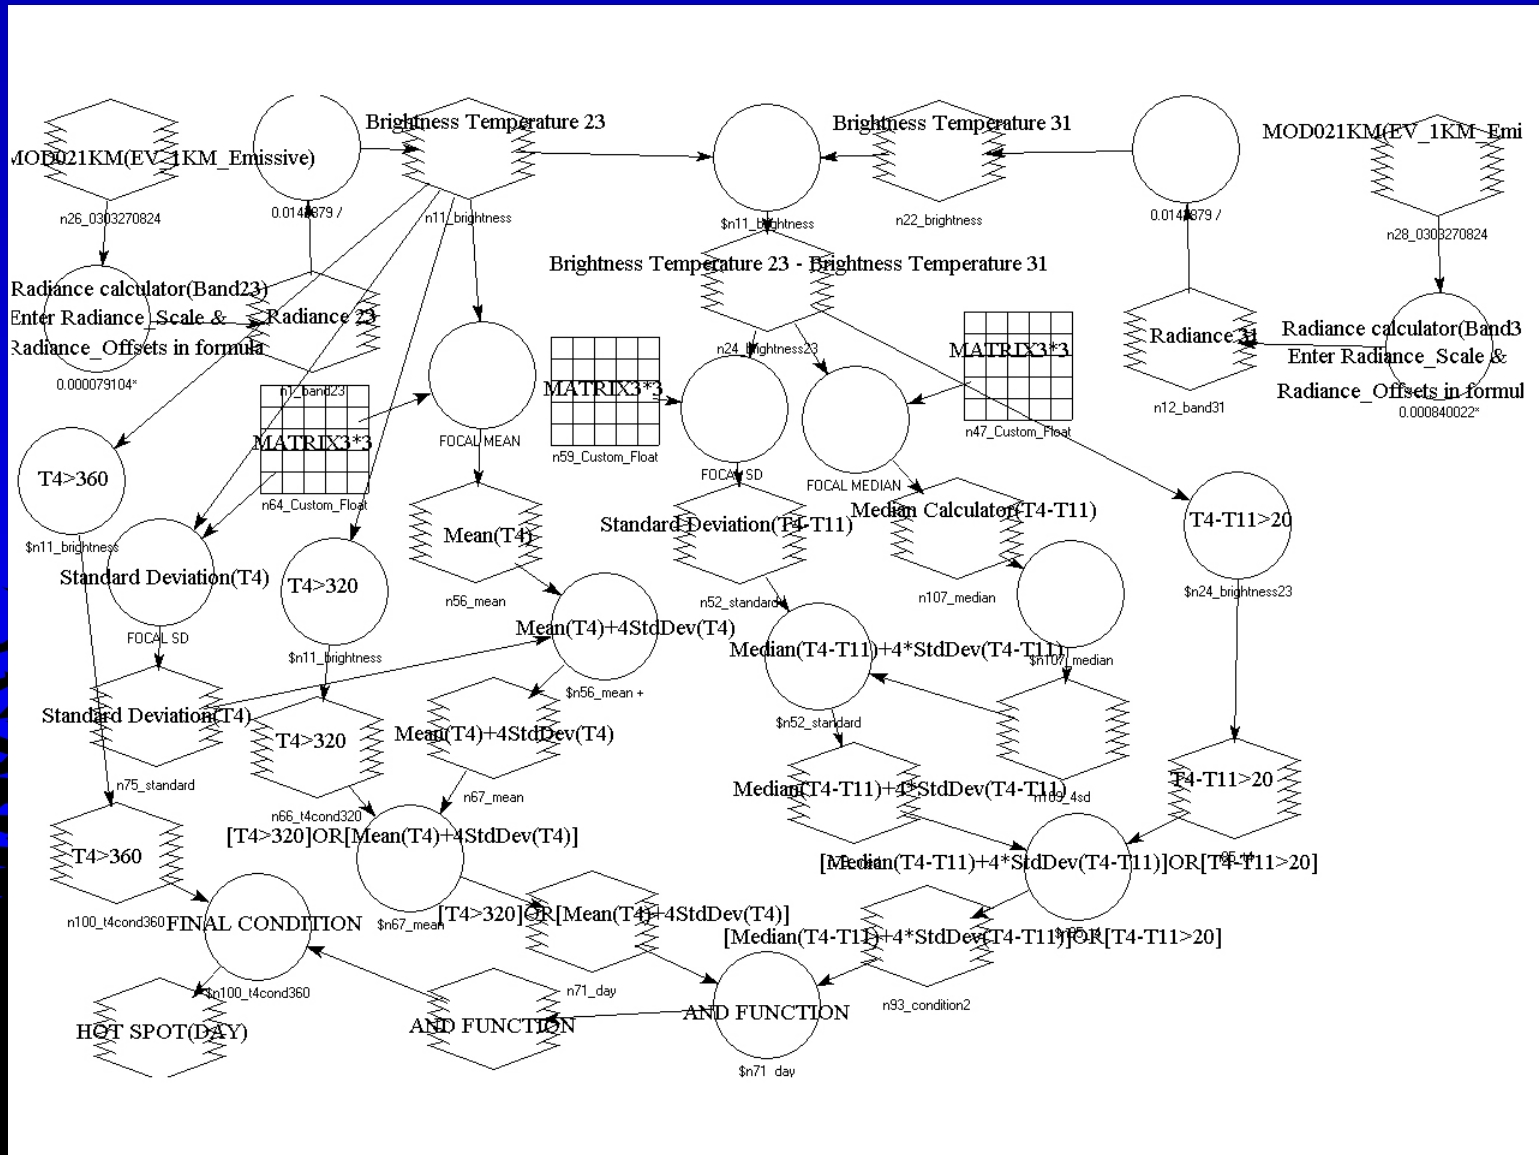 Brightness Temperature 23
Brightness Temperature 31
MOD021KM(EV_1KM_Emi
MOD021KM(EV_1KM_Emissive)
n26_0303270824
0.0143879 /
n11_brightness
$n11_brightness
n22_brightness
0.0143879 /
n28_0303270824
Brightness Temperature 23 - Brightness Temperature 31
Radiance calculator(Band23)
Enter Radiance_Scale &
Radiance_Offsets in formula
0.000079104*
Radiance 23
n1_band23
Radiance 31
n12_band31
Radiance calculator(Band3
Enter Radiance_Scale &
Radiance_Offsets in formul
0.000840022*
n24_brightness23
MATRIX3*3
n64_Custom_Float
FOCAL MEAN
MATRIX3*3
n59_Custom_Float
FOCAL SD
FOCAL MEDIAN
MATRIX3*3
n47_Custom_Float
T4>360
$n11_brightness
Standard Deviation(T4)
FOCAL SD
T4>320
$n11_brightness
Mean(T4)
n56_mean
Standard Deviation(T4-T11)
n52_standard
Median Calculator(T4-T11)
n107_median
T4-T11>20
$n24_brightness23
Mean(T4)+4StdDev(T4)
$n56_mean +
Median(T4-T11)+4*StdDev(T4-T11)
$n52_standard
$n107_median
Standard Deviation(T4)
n75_standard
T4>320
n66_t4cond320
Mean(T4)+4StdDev(T4)
n67_mean
Median(T4-T11)+4*StdDev(T4-T11)
n109_4sd
T4-T11>20
[T4>320]OR[Mean(T4)+4StdDev(T4)]
$n67_mean
[Median(T4-T11)+4*StdDev(T4-T11)]OR[T4-T11>20]
T4>360
n100_t4cond360
FINAL CONDITION
$n100_t4cond360
[T4>320]OR[Mean(T4)+4StdDev(T4)]
n71_day
[Median(T4-T11)+4*StdDev(T4-T11)]OR[T4-T11>20]
n93_condition2
HOT SPOT(DAY)
AND FUNCTION
AND FUNCTION
$n71_day